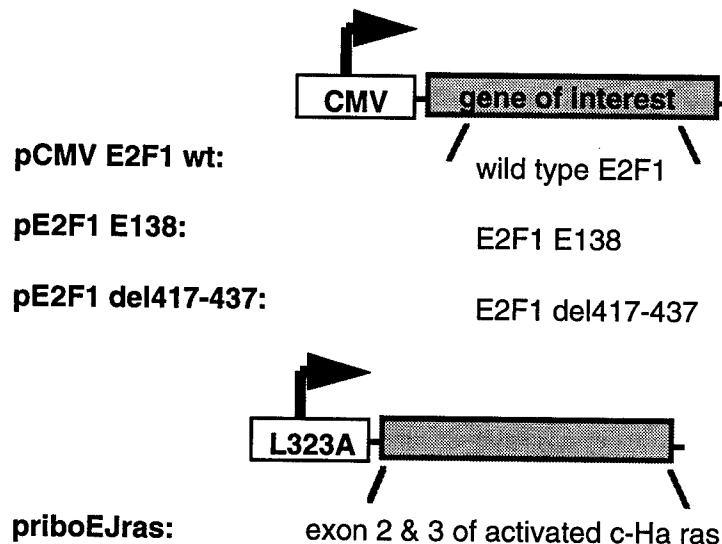 CMV gene of interest
pCMV E2F1 wt: wild type E2F1
pE2F1 E138: E2F1 E138
pE2F1 del417-437: E2F1 del417-437
L323A
priboEJras: exon 2 & 3 of activated c-Ha ras